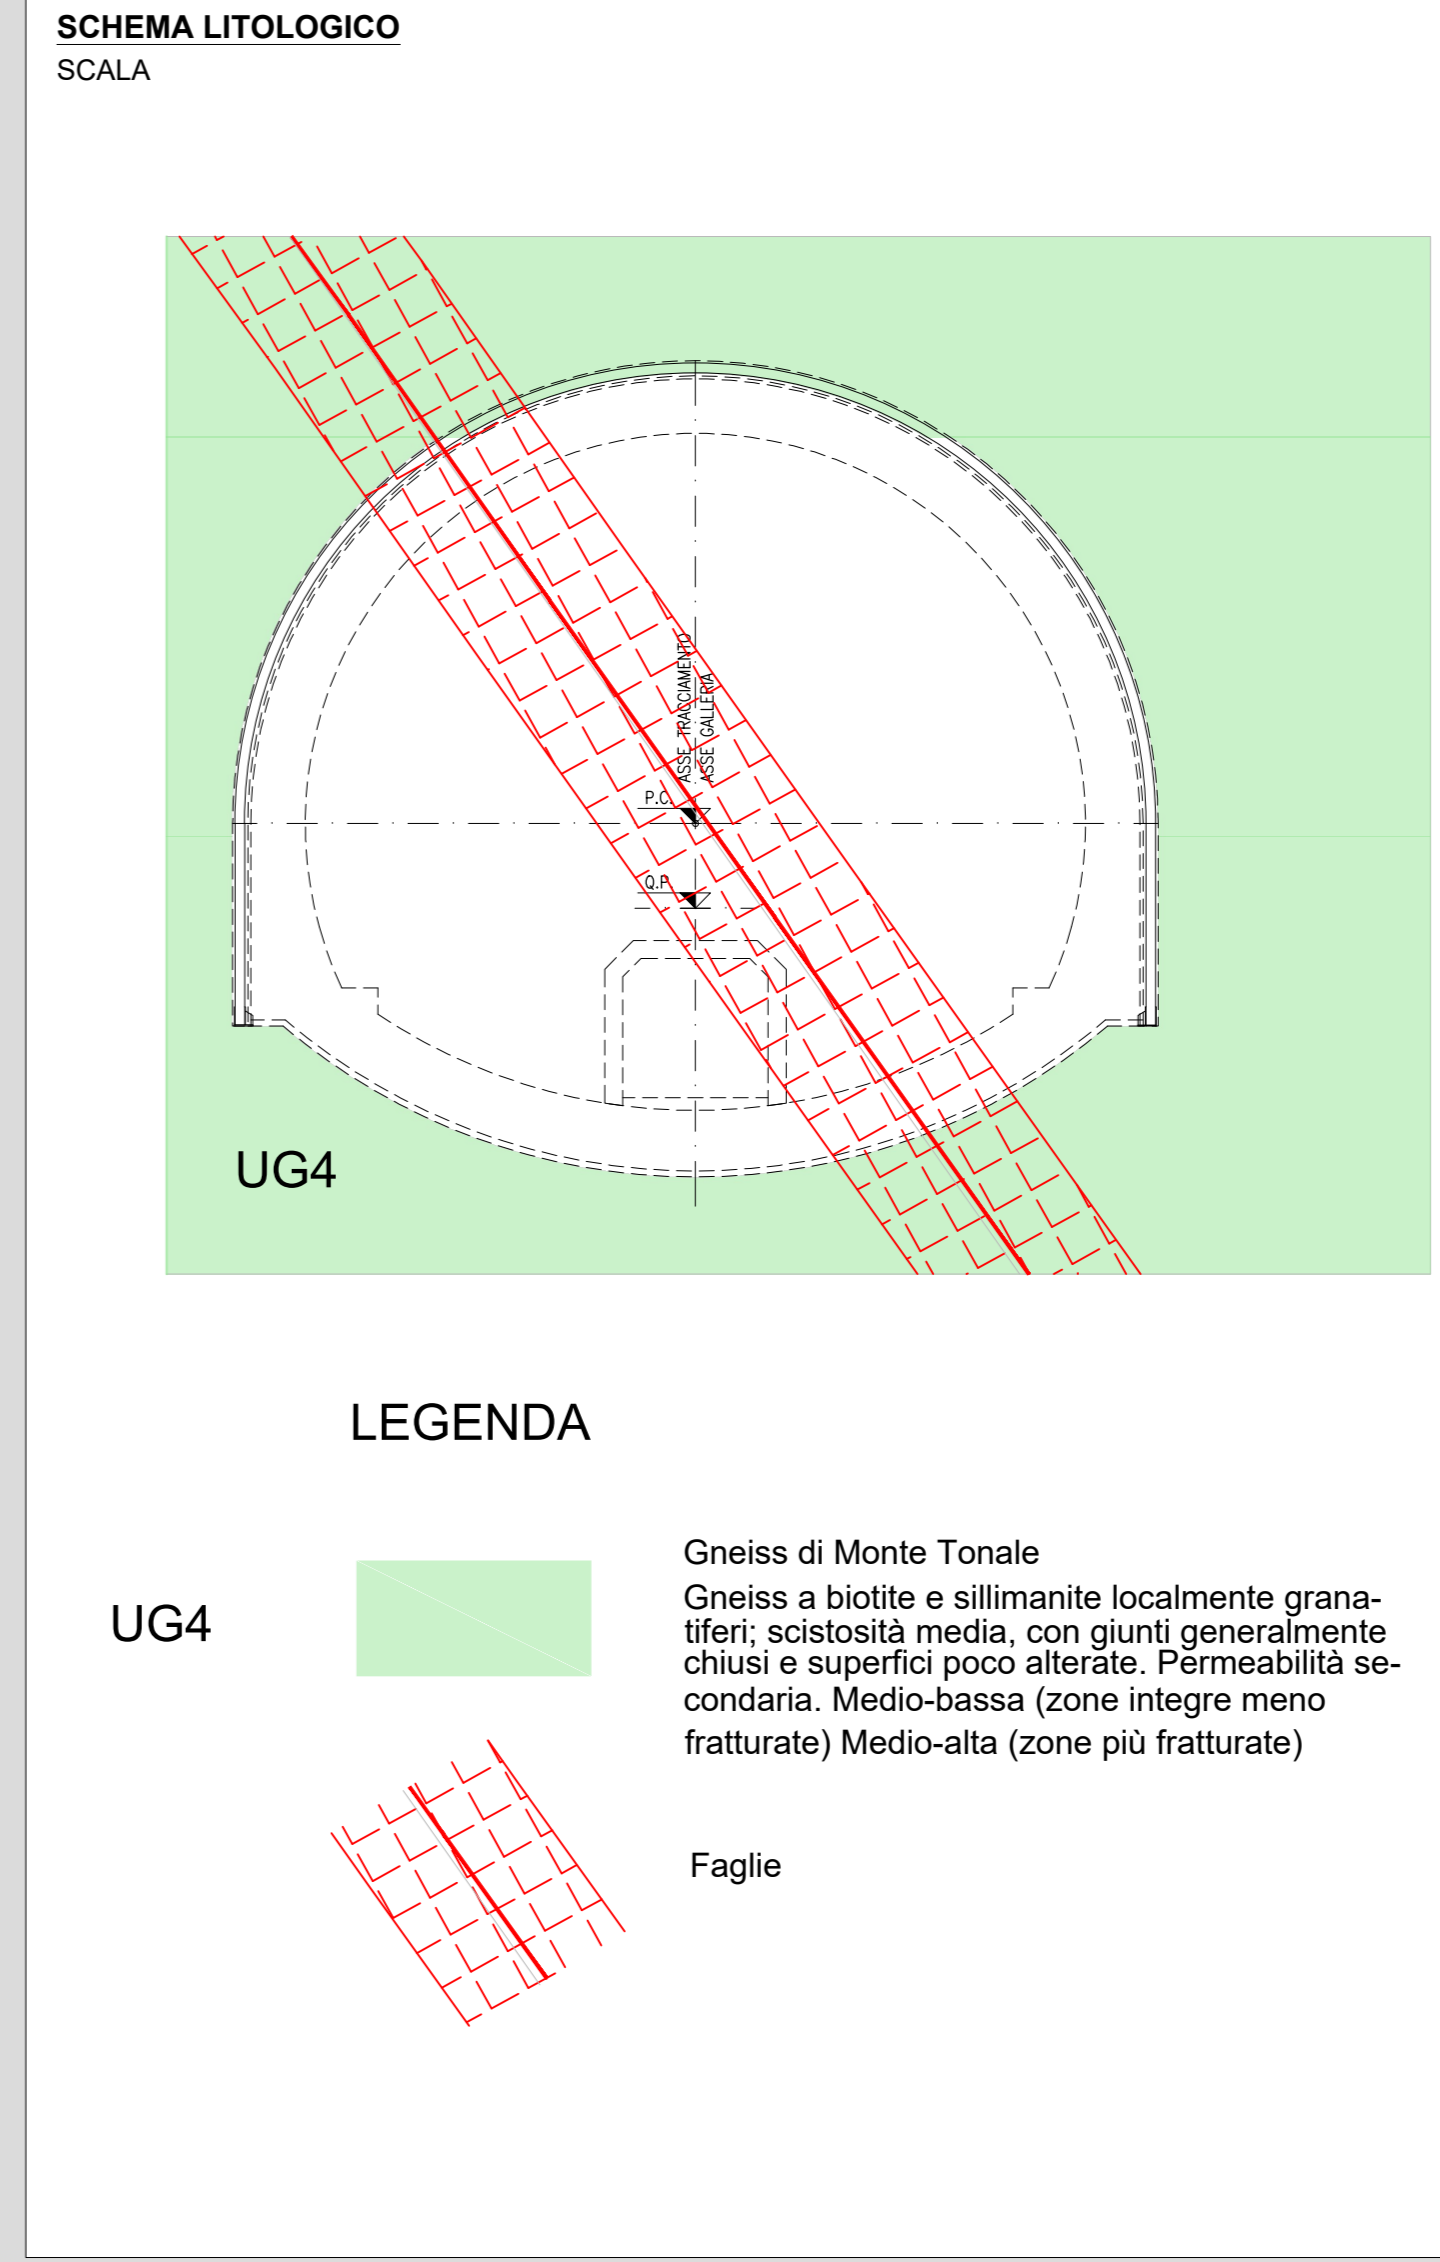 SCHEMA LITOLOGICO
SCALA
ASSE TRACCIAMENTO
ASSE GALLERIA
P.C.
Q.P.
UG4
LEGENDA
UG4
Gneiss di Monte Tonale
Gneiss a biotite e sillimanite localmente grana-
tiferi; scistosità media, con giunti generalmente
chiusi e superfici poco alterate. Permeabilità se-
condaria. Medio-bassa (zone integre meno
fratturate) Medio-alta (zone più fratturate)
Faglie